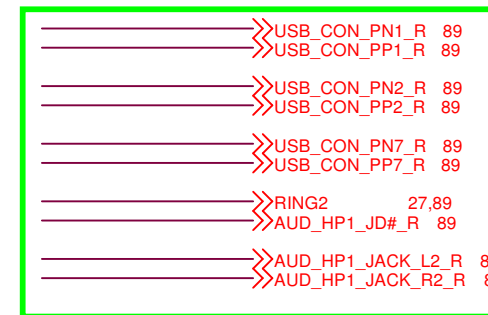 USB_CON_PN1_R 89
USB_CON_PP1_R 89
USB_CON_PN2_R 89
USB_CON_PP2_R 89
USB_CON_PN7_R 89
USB_CON_PP7_R 89
RING2 27,89
AUD_HP1_JD#_R 89
AUD_HP1_JACK_L2_R
AUD_HP1_JACK_R2_R